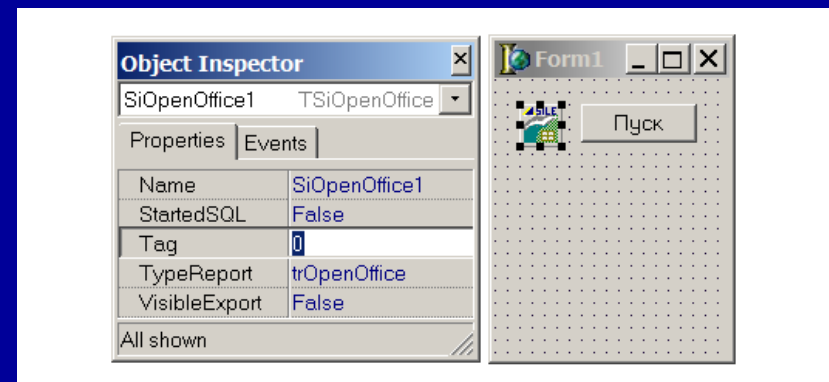 Object Inspector
SiOpenOffice1 TSiOpenOffice
Properties Events
Name SiOpenOffice1
StartedSQL False
Tag 0
TypeReport trOpenOffice
VisibleExport False
All shown
Form1
SILE
Пуск